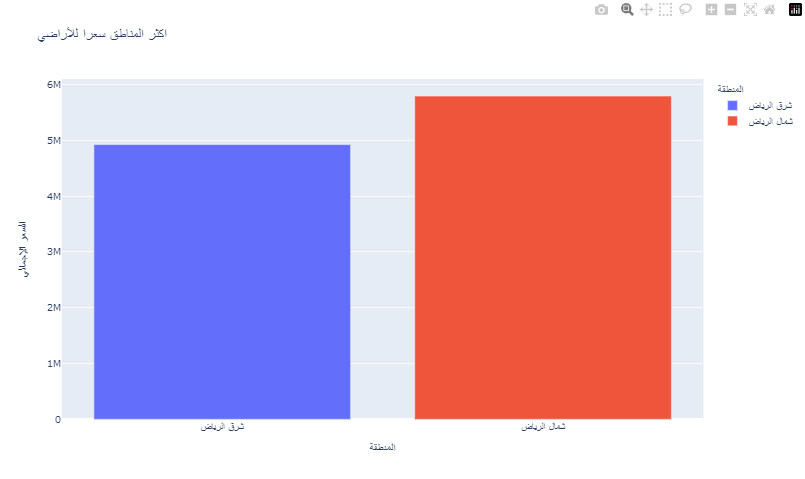 اكثر المناطق سعرا للأراضي
المنطقة
شرق الرياض
شمال الرياض
6M
5M
4M
3M
2M
1M
0
السعر الإجمالي
شرق الرياض
شمال الرياض
المنطقة